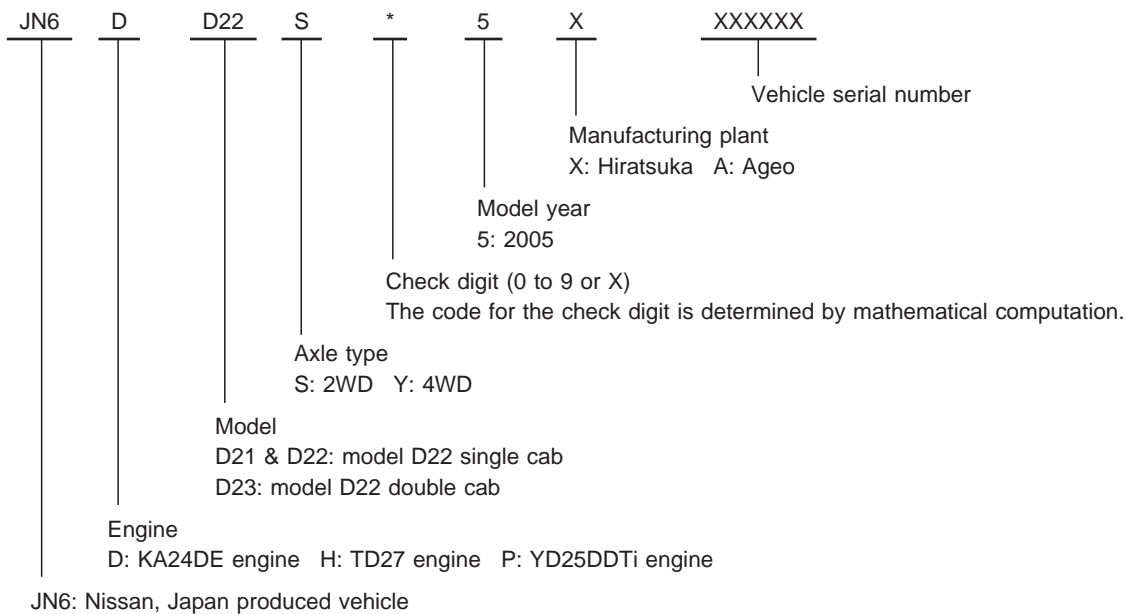 JN6 D D22 S * 5 X XXXXXX
Vehicle serial number
Manufacturing plant
X: Hiratsuka A: Ageo
Model year
5: 2005
Check digit (0 to 9 or X)
The code for the check digit is determined by mathematical computation.
Axle type
S: 2WD Y: 4WD
Model
D21 & D22: model D22 single cab
D23: model D22 double cab
Engine
D: KA24DE engine H: TD27 engine P: YD25DDTi engine
JN6: Nissan, Japan produced vehicle